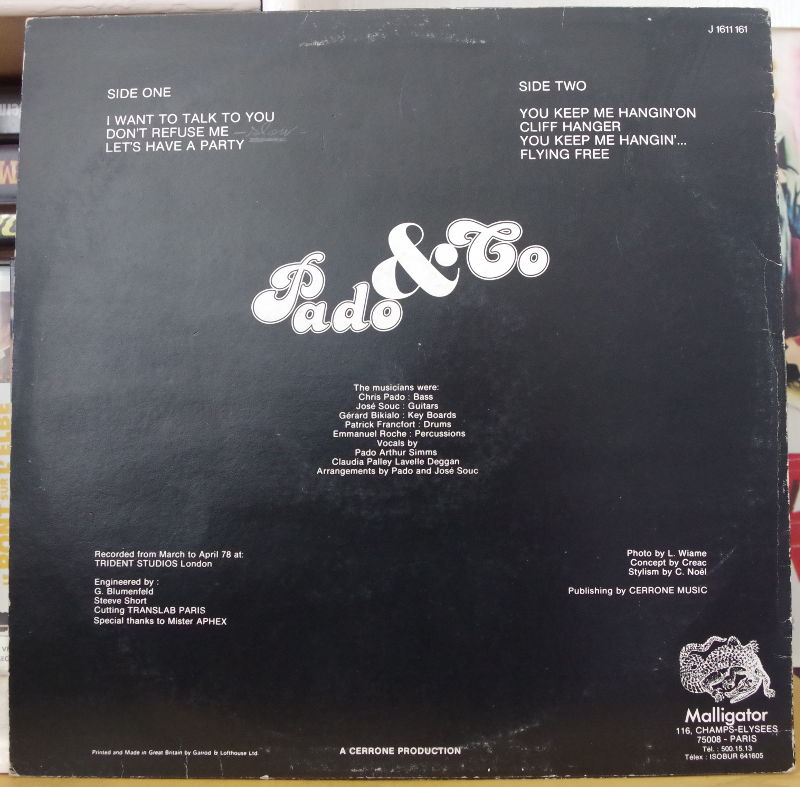 J 1611 161
SIDE ONE
I WANT TO TALK TO YOU
DON'T REFUSE ME – slow –
LET'S HAVE A PARTY
SIDE TWO
YOU KEEP ME HANGIN'ON
CLIFF HANGER
YOU KEEP ME HANGIN'...
FLYING FREE
Pado & Co
The musicians were:
Chris Pado : Bass
José Souc : Guitars
Gérard Bikialo : Key Boards
Patrick Francfort : Drums
Emmanuel Roche : Percussions
Vocals by
Pado Arthur Simms
Claudia Palley Lavelle Deggan
Arrangements by Pado and José Souc
Recorded from March to April 78 at:
TRIDENT STUDIOS London
Engineered by :
G. Blumenfeld
Steeve Short
Cutting TRANSLAB PARIS
Special thanks to Mister APHEX
Photo by L. Wiame
Concept by Creac
Stylism by C. Noël
Publishing by CERRONE MUSIC
Malligator
116, CHAMPS-ELYSEES
75008 - PARIS
Tél. : 500.15.13
Télex : ISOBUR 641605
Printed and Made in Great Britain by Garrod & Lofthouse Ltd.
A CERRONE PRODUCTION